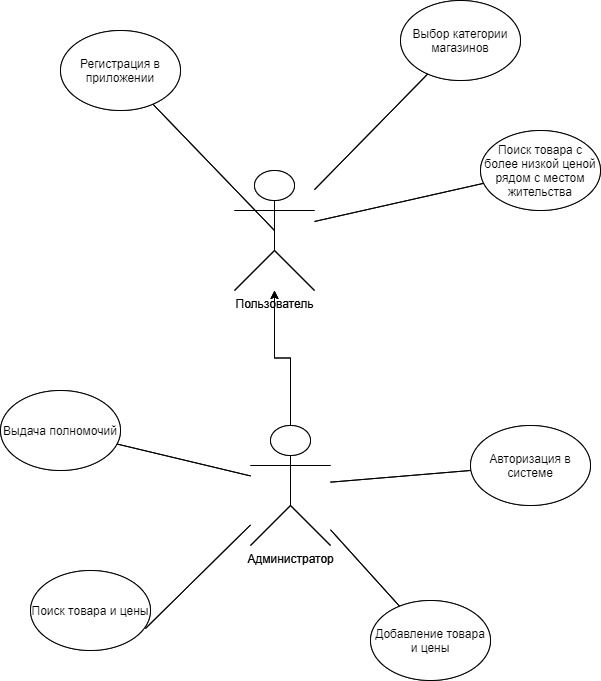 Выбор категории
магазинов
Регистрация в
приложении
Поиск товара с
более низкой ценой
рядом с местом
жительства
Пользователь
Выдача полномочий
Авторизация в
системе
Администратор
Поиск товара и цены
Добавление товара
и цены